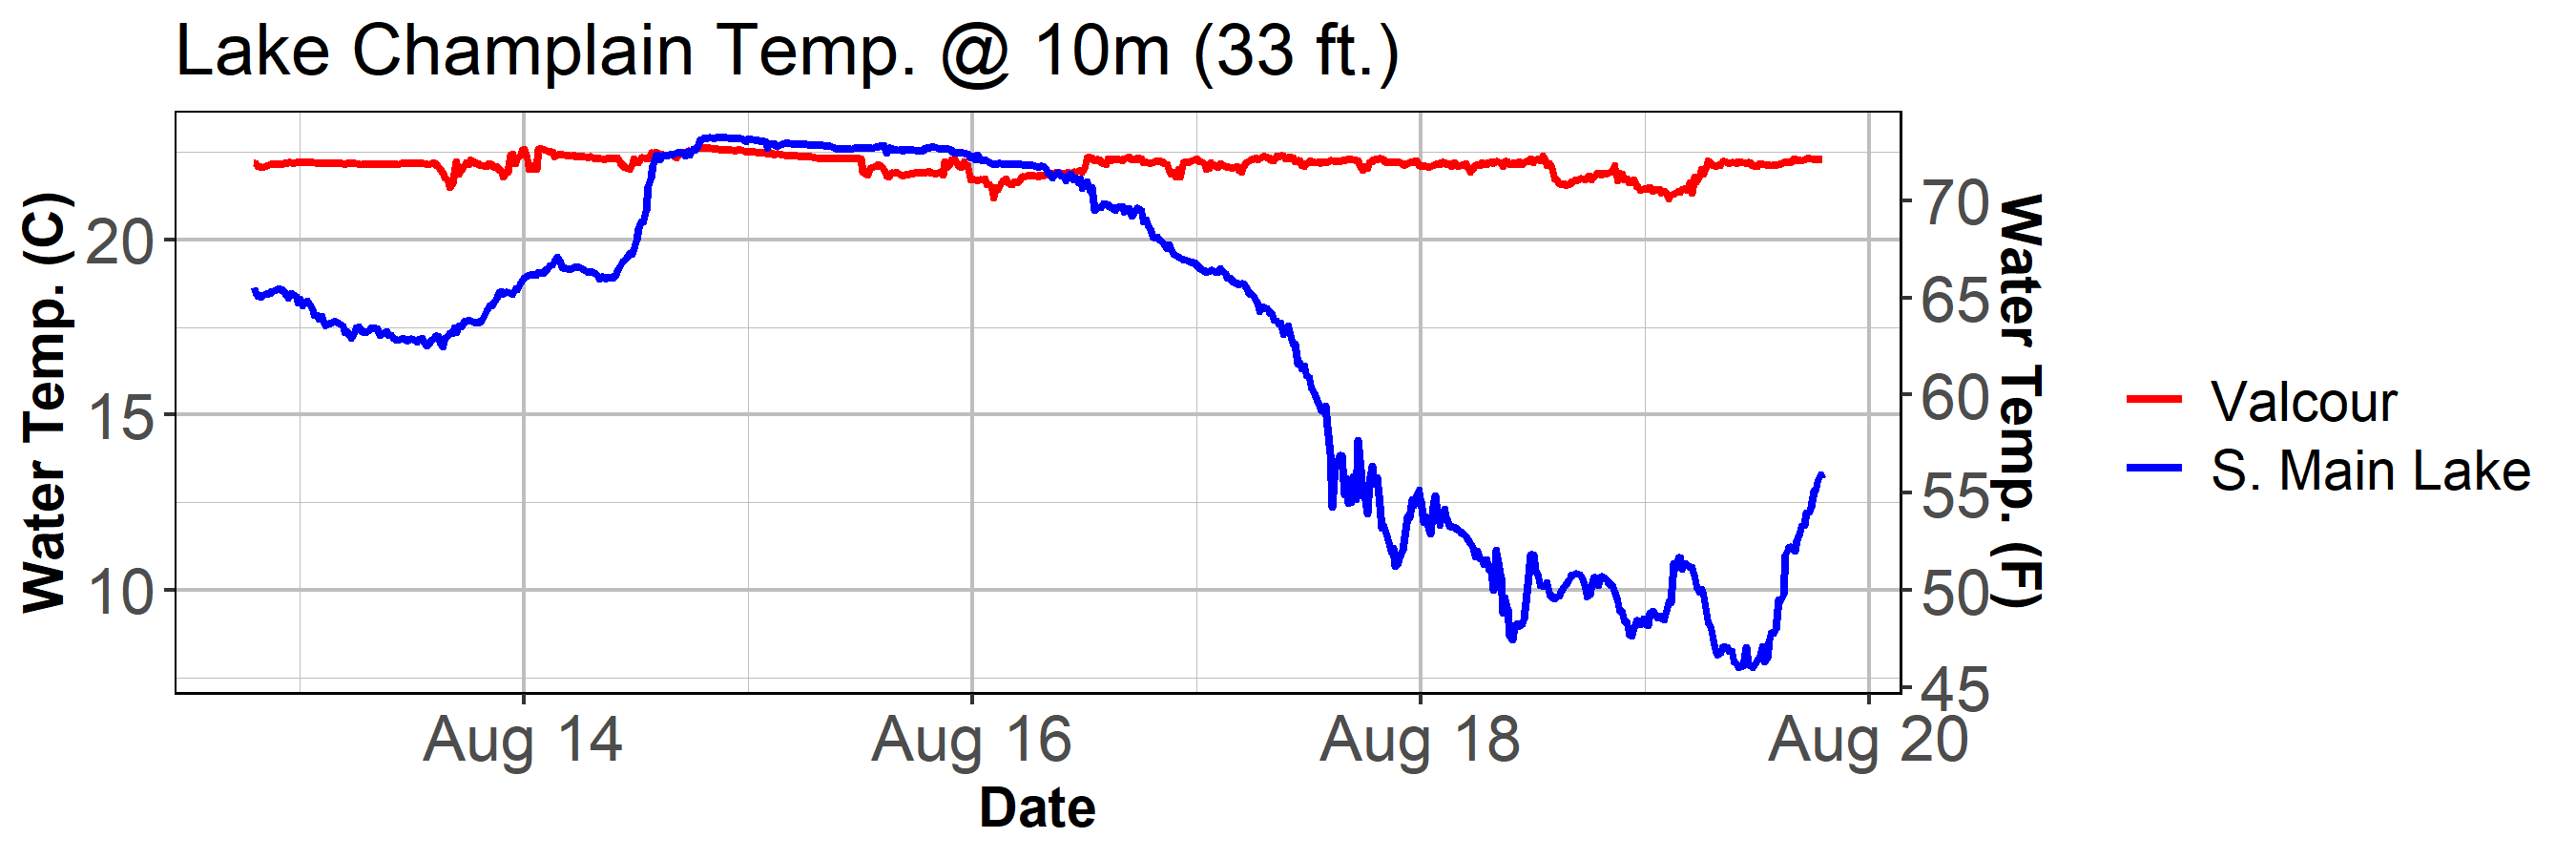 Lake Champlain Temp. @ 10m (33 ft.)
Water Temp. (C)
20
15
10
70
65
60
55
50
45
Water Temp. (F)
Aug 14
Aug 16
Aug 18
Aug 20
Date
Valcour
S. Main Lake